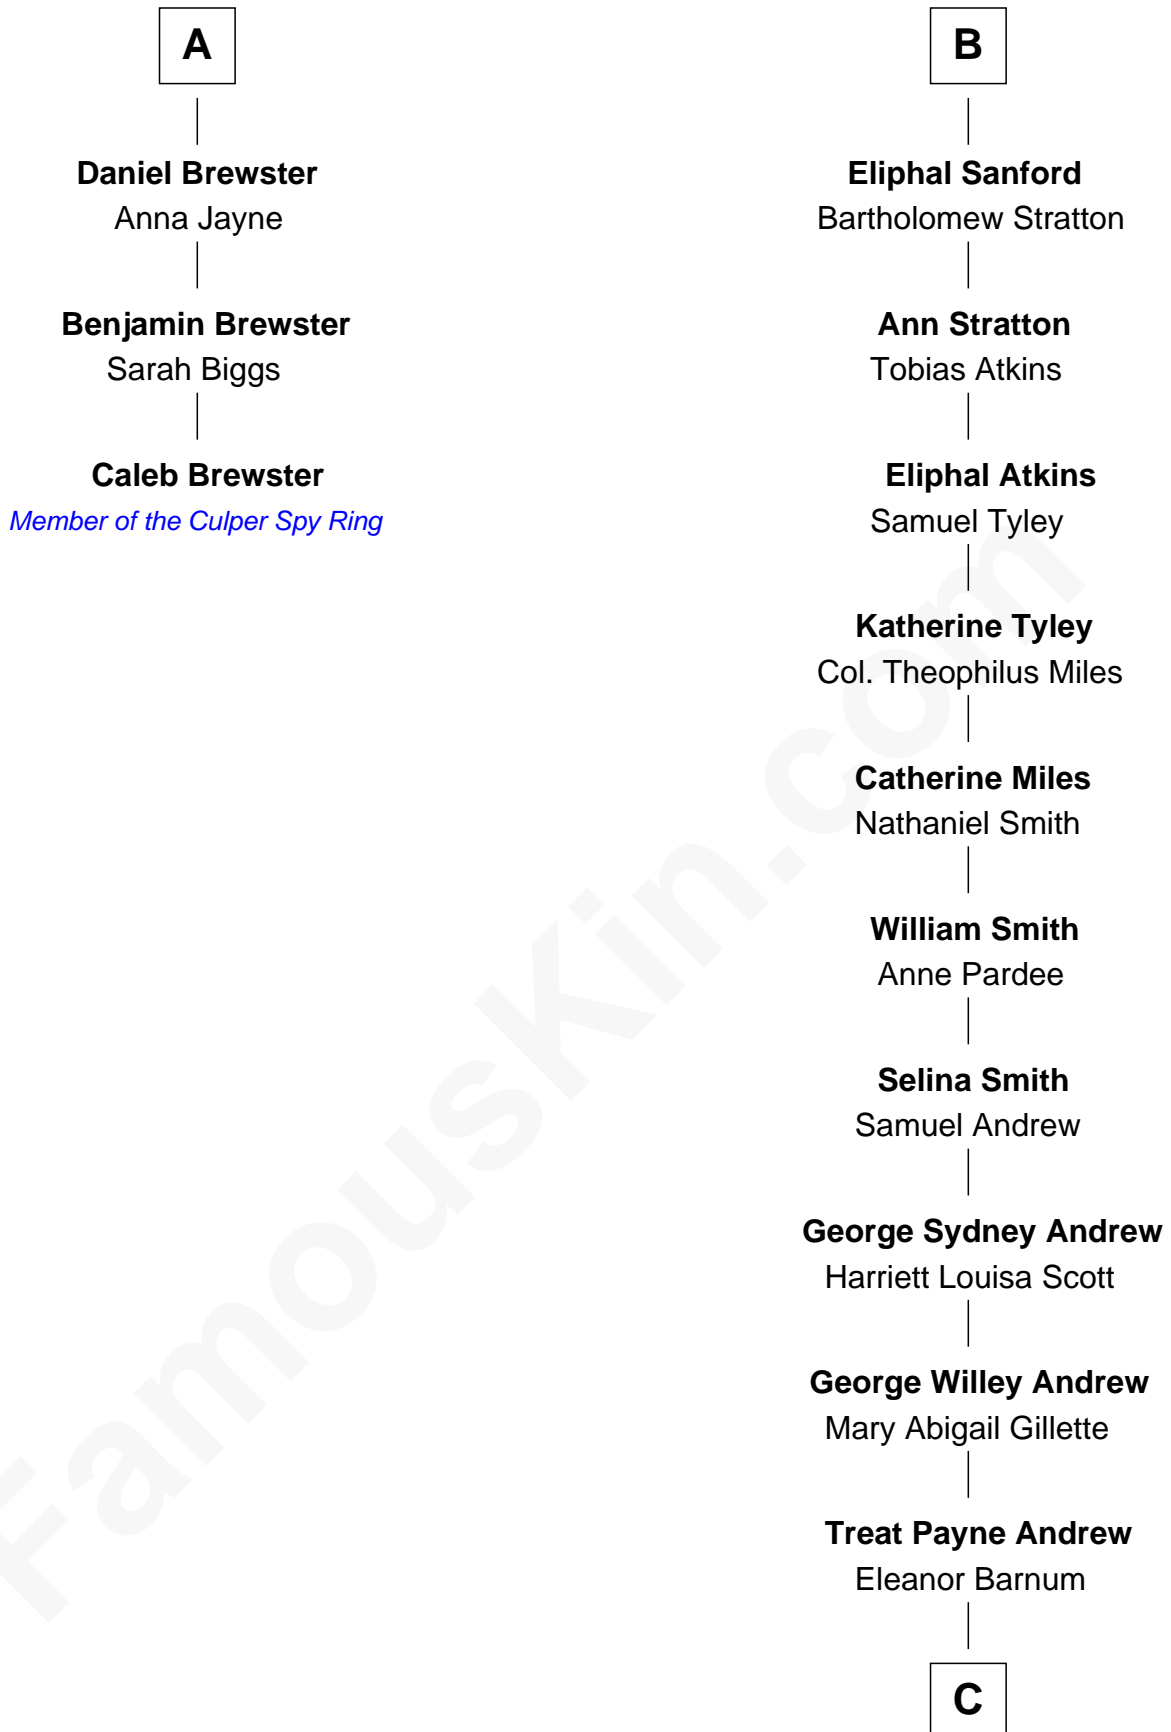 A
Daniel Brewster
Anna Jayne
Benjamin Brewster
Sarah Biggs
Caleb Brewster
Member of the Culper Spy Ring
B
Eliphal Sanford
Bartholomew Stratton
Ann Stratton
Tobias Atkins
Eliphal Atkins
Samuel Tyley
Katherine Tyley
Col. Theophilus Miles
Catherine Miles
Nathaniel Smith
William Smith
Anne Pardee
Selina Smith
Samuel Andrew
George Sydney Andrew
Harriett Louisa Scott
George Willey Andrew
Mary Abigail Gillette
Treat Payne Andrew
Eleanor Barnum
C
FamousKin.com